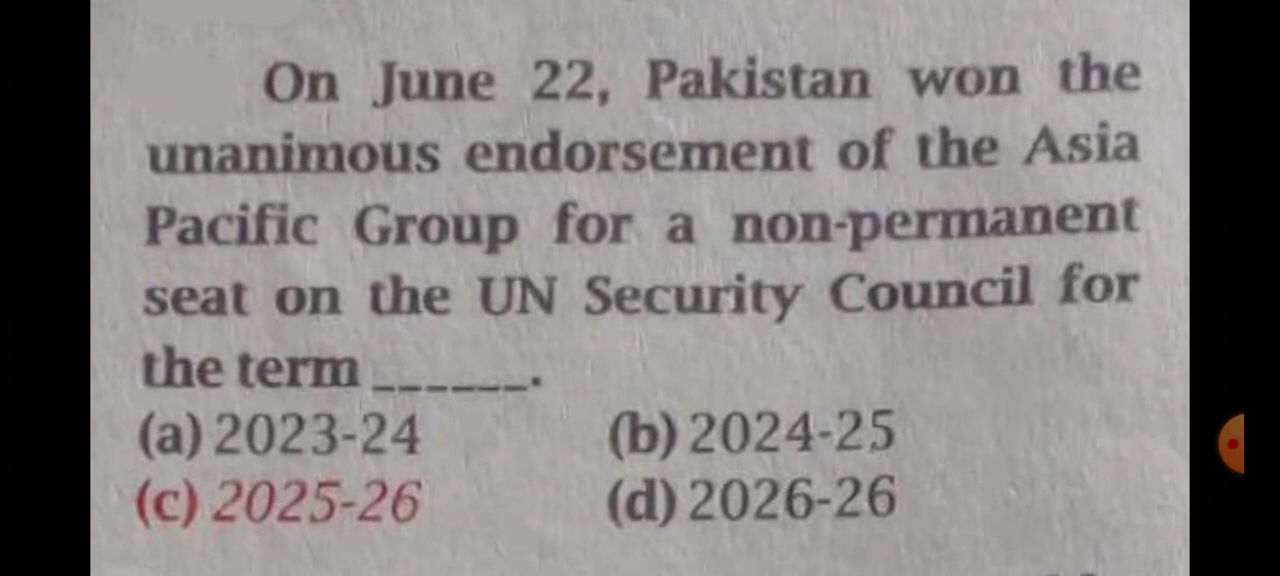 On June 22, Pakistan won the
unanimous endorsement of the Asia
Pacific Group for a non-permanent
seat on the UN Security Council for
the term ______.
(a) 2023-24 (b) 2024-25
(c) 2025-26 (d) 2026-26